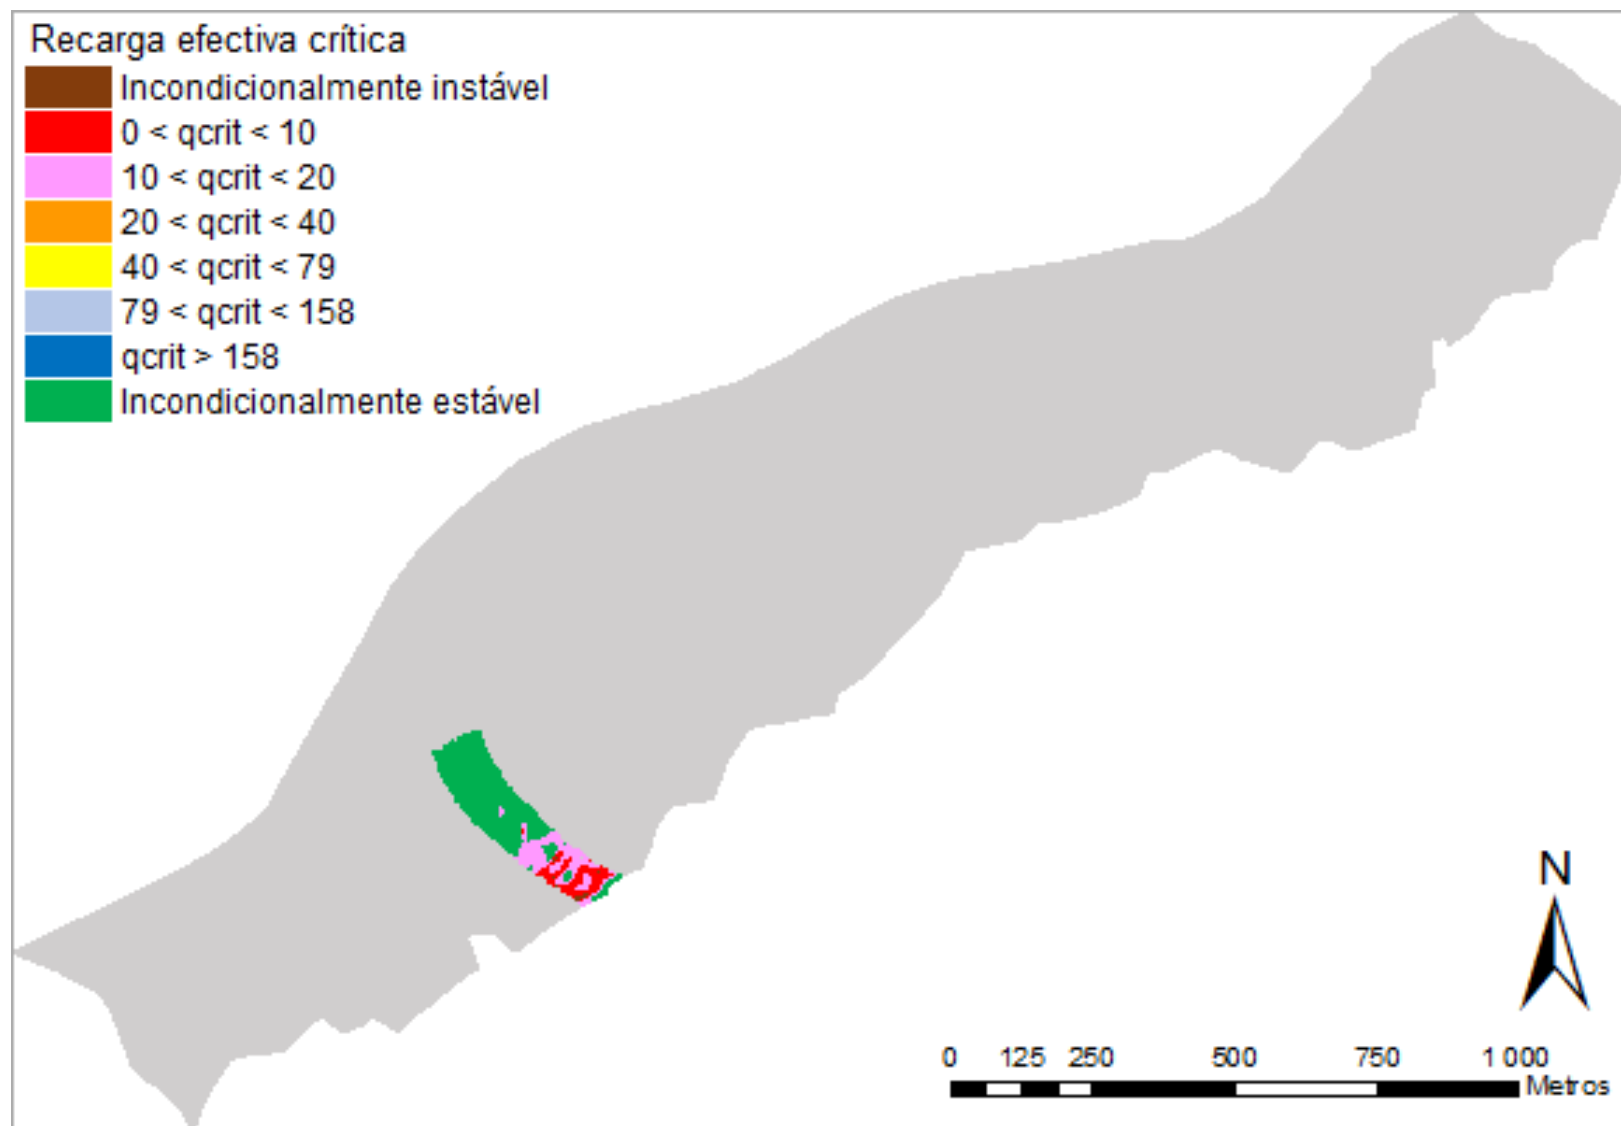 Recarga efectiva crítica
Incondicionalmente instável
0 < qcrit < 10
10 < qcrit < 20
20 < qcrit < 40
40 < qcrit < 79
79 < qcrit < 158
qcrit > 158
Incondicionalmente estável
N
0 125 250 500 750 1 000
Metros